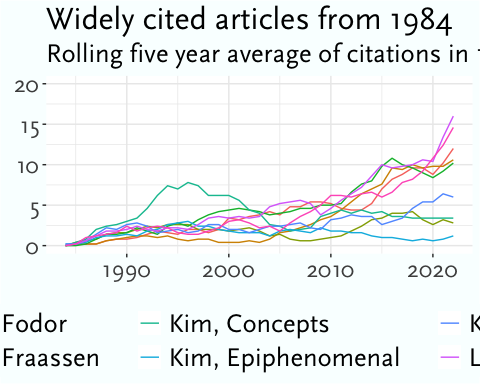 Widely cited articles from 1984
Rolling five year average of citations in
20
15
10
5
0
1990 2000 2010 2020
Fodor Kim, Concepts K
Fraassen Kim, Epiphenomenal L